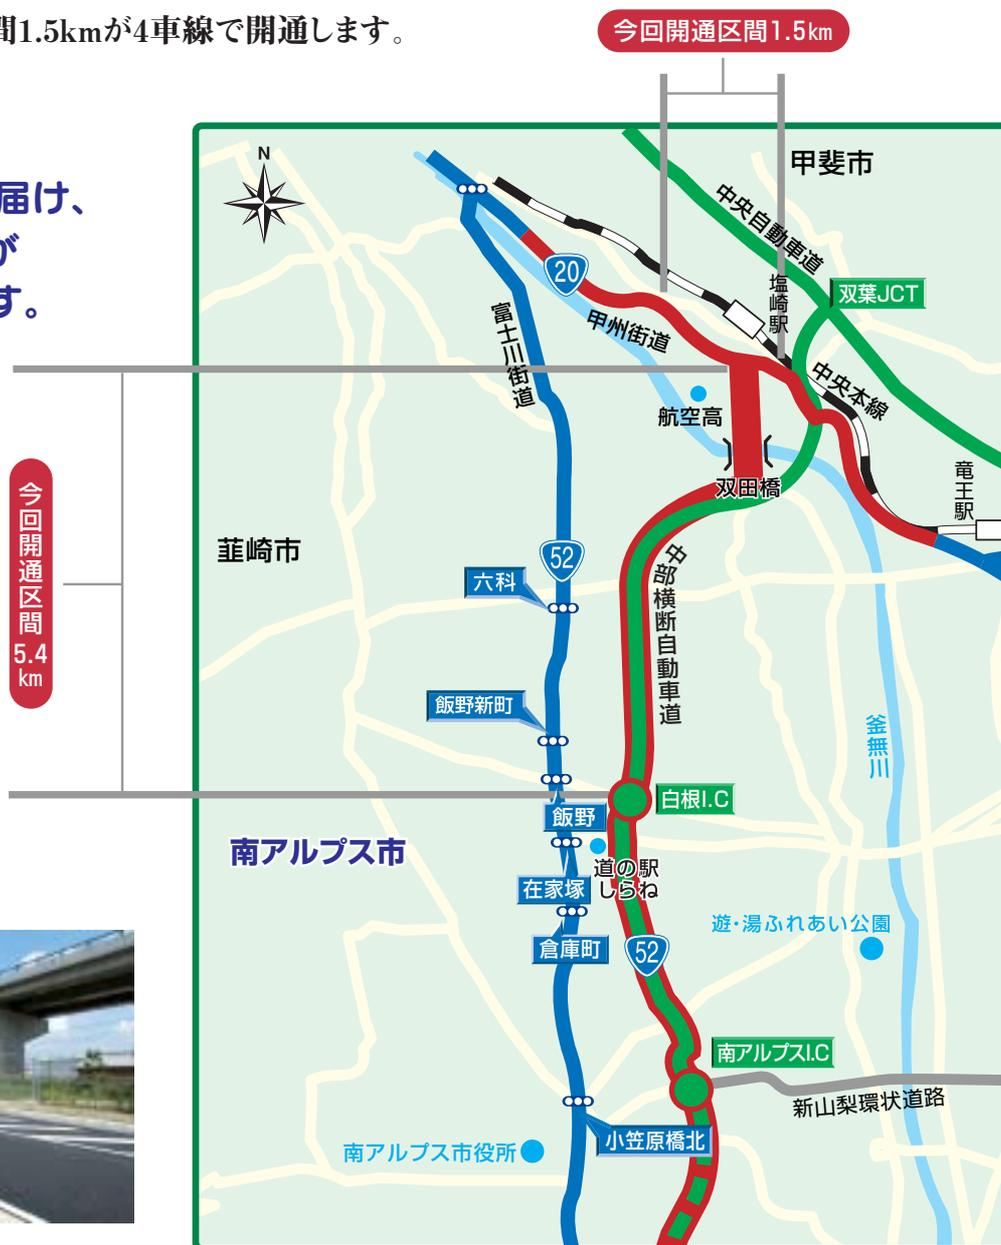 間1.5kmが4車線で開通します。
今回開通区間1.5km
届け、
が
す。
N
甲斐市
中央自動車道
20
塩崎駅
双葉JCT
甲州街道
富士川街道
中央本線
航空高
竜王駅
双田橋
今回開通区間
5.4
km
韮崎市
52
六科
中部横断自動車道
飯野新町
釜無川
白根I.C
飯野
南アルプス市
道の駅
しらね
在家塚
遊・湯ふれあい公園
倉庫町
52
南アルプスI.C
新山梨環状道路
小笠原橋北
南アルプス市役所